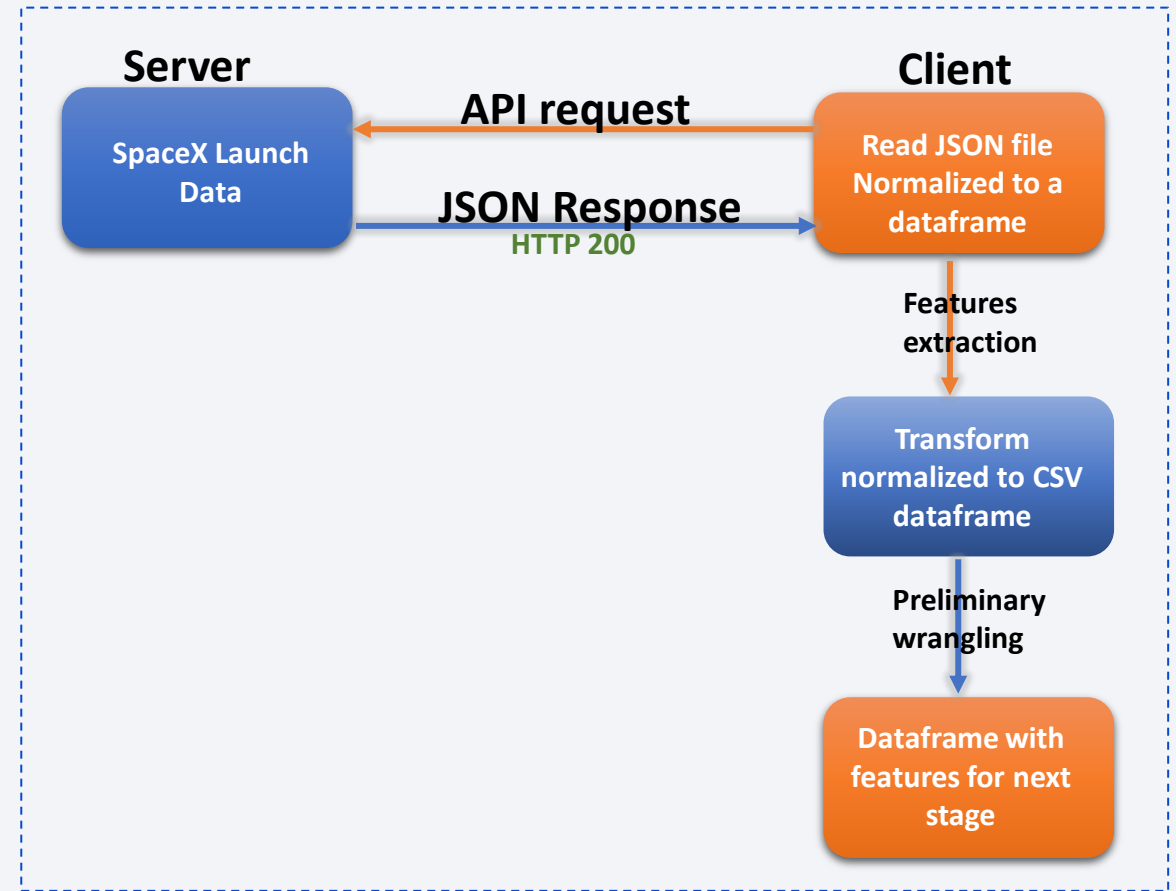 Server
Client
API request
SpaceX Launch
Data
Read JSON file
Normalized to a
dataframe
JSON Response
HTTP 200
Features
extraction
Transform
normalized to CSV
dataframe
Preliminary
wrangling
Dataframe with
features for next
stage